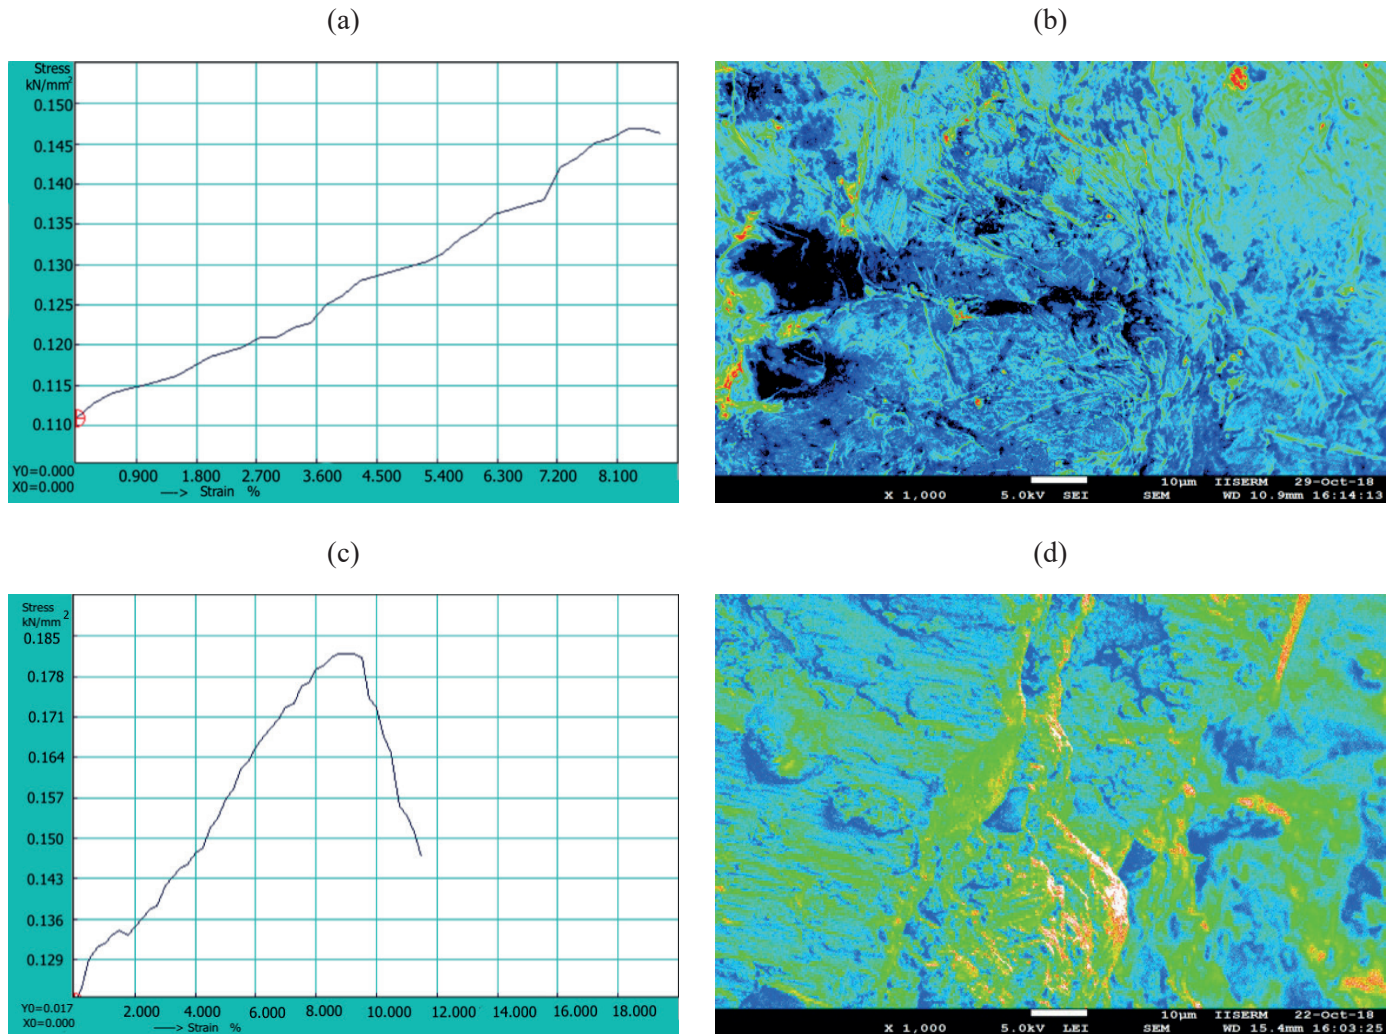 (a)
Stress
kN/mm²
0.150
0.145
0.140
0.135
0.130
0.125
0.120
0.115
0.110
Y0=0.000
X0=0.000
0.900 1.800 2.700 3.600 4.500 5.400 6.300 7.200 8.100
---> Strain %
(b)
10µm IISERM 29-Oct-18
X 1,000 5.0kV SEI SEM WD 10.9mm 16:14:13
(c)
Stress
kN/mm ²
0.185
0.178
0.171
0.164
0.157
0.150
0.143
0.136
0.129
Y0=0.017
X0=0.000
2.000 4.000 6.000 8.000 10.000 12.000 14.000 16.000 18.000
----> Strain %
(d)
10µm IISERM 22-Oct-18
X 1,000 5.0kV LEI SEM WD 15.4mm 16:03:22